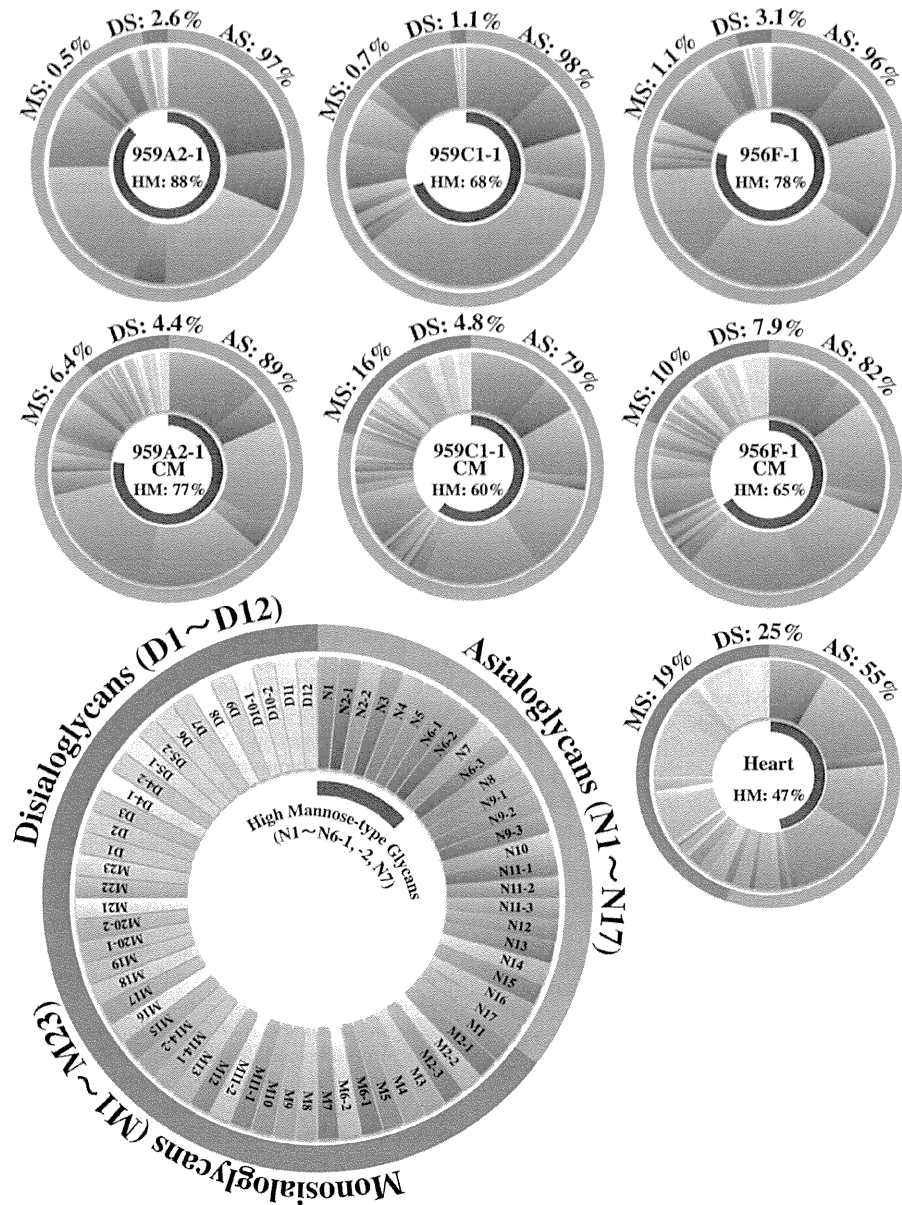 MS: 0.5%
DS: 2.6%
AS: 97%
959A2-1
HM: 88%
MS: 0.7%
DS: 1.1%
AS: 98%
959C1-1
HM: 68%
MS: 1.1%
DS: 3.1%
AS: 96%
956F-1
HM: 78%
MS: 6.4%
DS: 4.4%
AS: 89%
959A2-1
CM
HM: 77%
MS: 16%
DS: 4.8%
AS: 79%
959C1-1
CM
HM: 60%
MS: 10%
DS: 7.9%
AS: 82%
956F-1
CM
HM: 65%
MS: 19%
DS: 25%
AS: 55%
Heart
HM: 47%
Disialoglycans (D1~D12)
Asialoglycans (N1~N17)
Monosialoglycans (M1~M23)
High Mannose-type Glycans
(N1~N6-1, -2, N7)
N1
N2-1
N2-2
N3
N4
N5
N6-1
N6-2
N7
N6-3
N8
N9-1
N9-2
N9-3
N10
N11-1
N11-2
N11-3
N12
N13
N14
N15
N16
N17
M1
M2-1
M2-2
M2-3
M3
M4
M5
M6-1
M6-2
M7
M8
M9
M10
M11-1
M11-2
M12
M13
M14-1
M14-2
M15
M16
M17
M18
M19
M20-1
M20-2
M21
M22
M23
D1
D2
D3
D4-1
D4-2
D5-1
D5-2
D6
D7
D8
D9
D10-1
D10-2
D11
D12